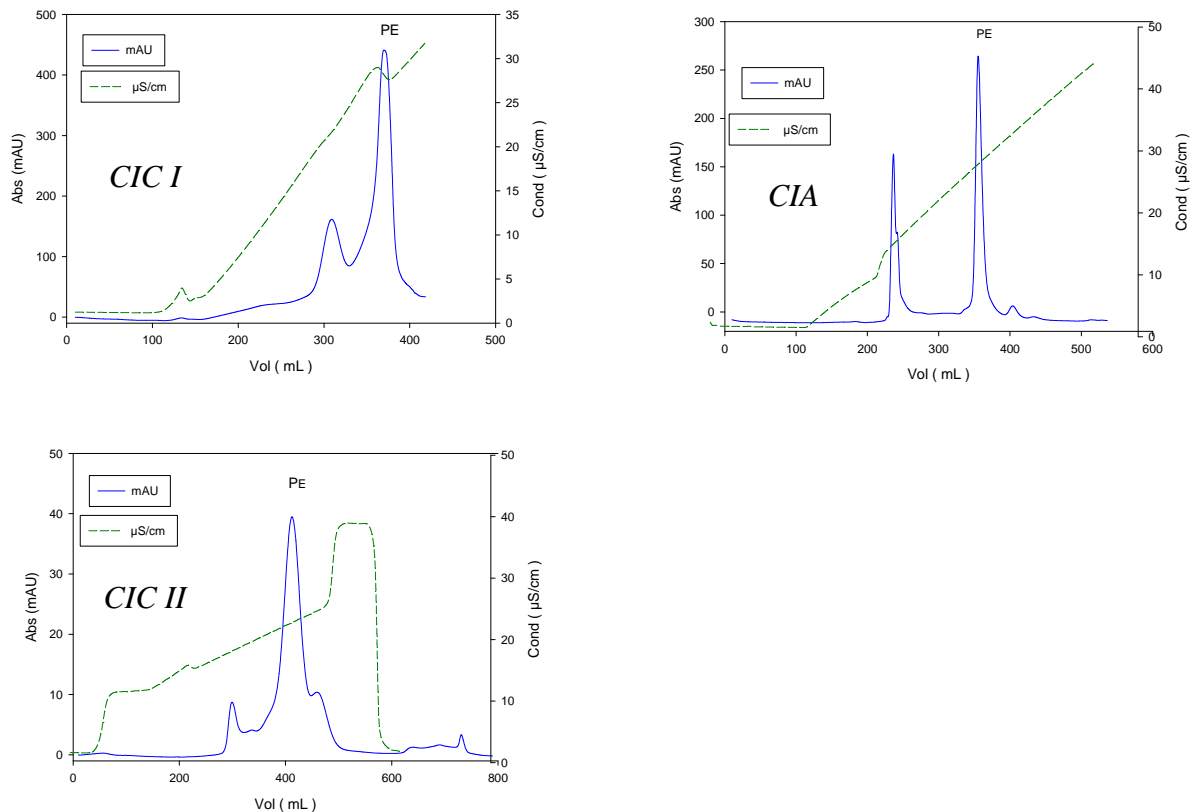 PE
mAU
µS/cm
CIC I
Abs (mAU)
500
400
300
200
100
0
35
30
25
20
15
10
5
0
Cond ( µS/cm)
0 100 200 300 400 500
Vol ( mL )
PE
mAU
µS/cm
CIA
Abs (mAU)
300
250
200
150
100
50
0
50
40
30
20
10
0
Cond ( µS/cm)
0 100 200 300 400 500 600
Vol ( mL )
PE
mAU
µS/cm
CIC II
Abs (mAU)
50
40
30
20
10
0
50
40
30
20
10
0
Cond ( µS/cm)
0 200 400 600 800
Vol ( mL )